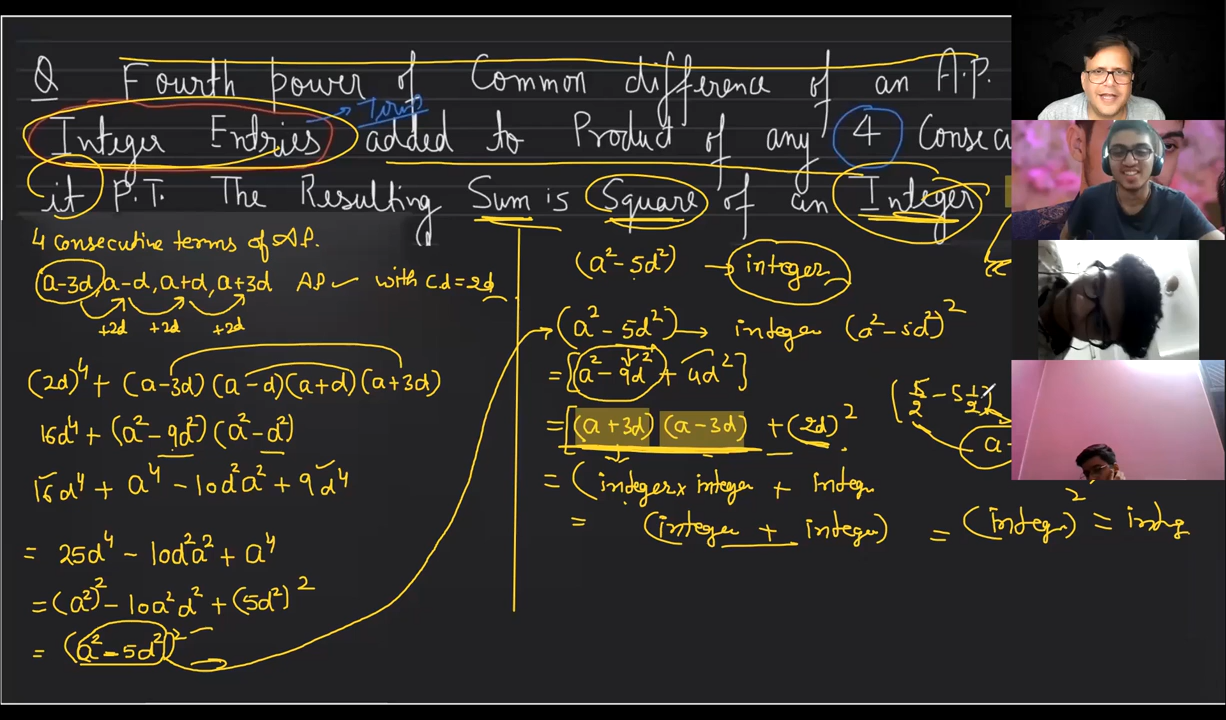 Q Fourth power of Common difference of an A.P.
Integer Entries → Terms added to Product of any 4
it P.T. The Resulting Sum is Square of an Integer
4 consecutive terms of A.P.
a-3d, a-d, a+d, a+3d AP ✓ with Cd=2d
+2d +2d +2d
(2d)⁴ + (a-3d)(a-d)(a+d)(a+3d)
16d⁴ + (a²-9d²)(a²-d²)
16d⁴ + a⁴ - 10d²a² + 9d⁴
= 25d⁴ - 10d²a² + a⁴
= (a²)² - 10a²d² + (5d²)²
= (a²-5d²)²
(a²-5d²) → integer
(a²-5d²) → integer (a²-5d²)²
= [a²-9d² + 4d²]
= [(a+3d) (a-3d) + (2d)²
= (integer x integer + integ
= (integer + integer) = (integer)² = integ